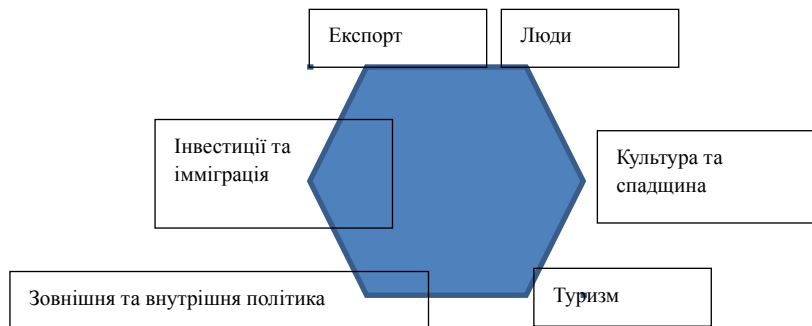 Експорт
Люди
Інвестиції та
імміграція
Культура та
спадщина
Зовнішня та внутрішня політика
Туризм